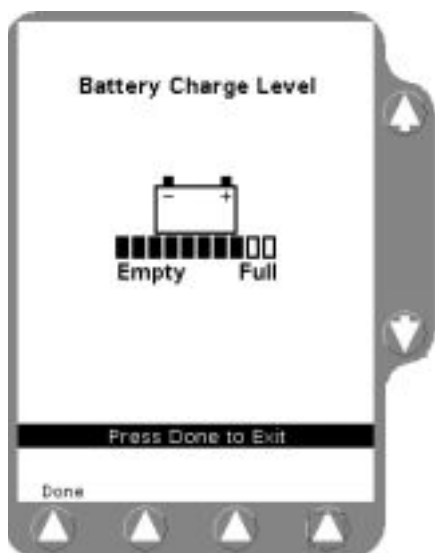 Battery Charge Level
- +
Empty Full
Press Done to Exit
Done